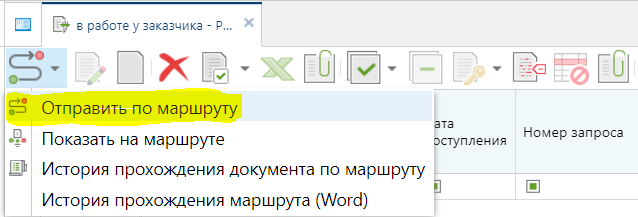 в работе у заказчика - Р...
Отправить по маршруту
Показать на маршруте
История прохождения документа по маршруту
История прохождения маршрута (Word)
ата
оступления
Номер запроса